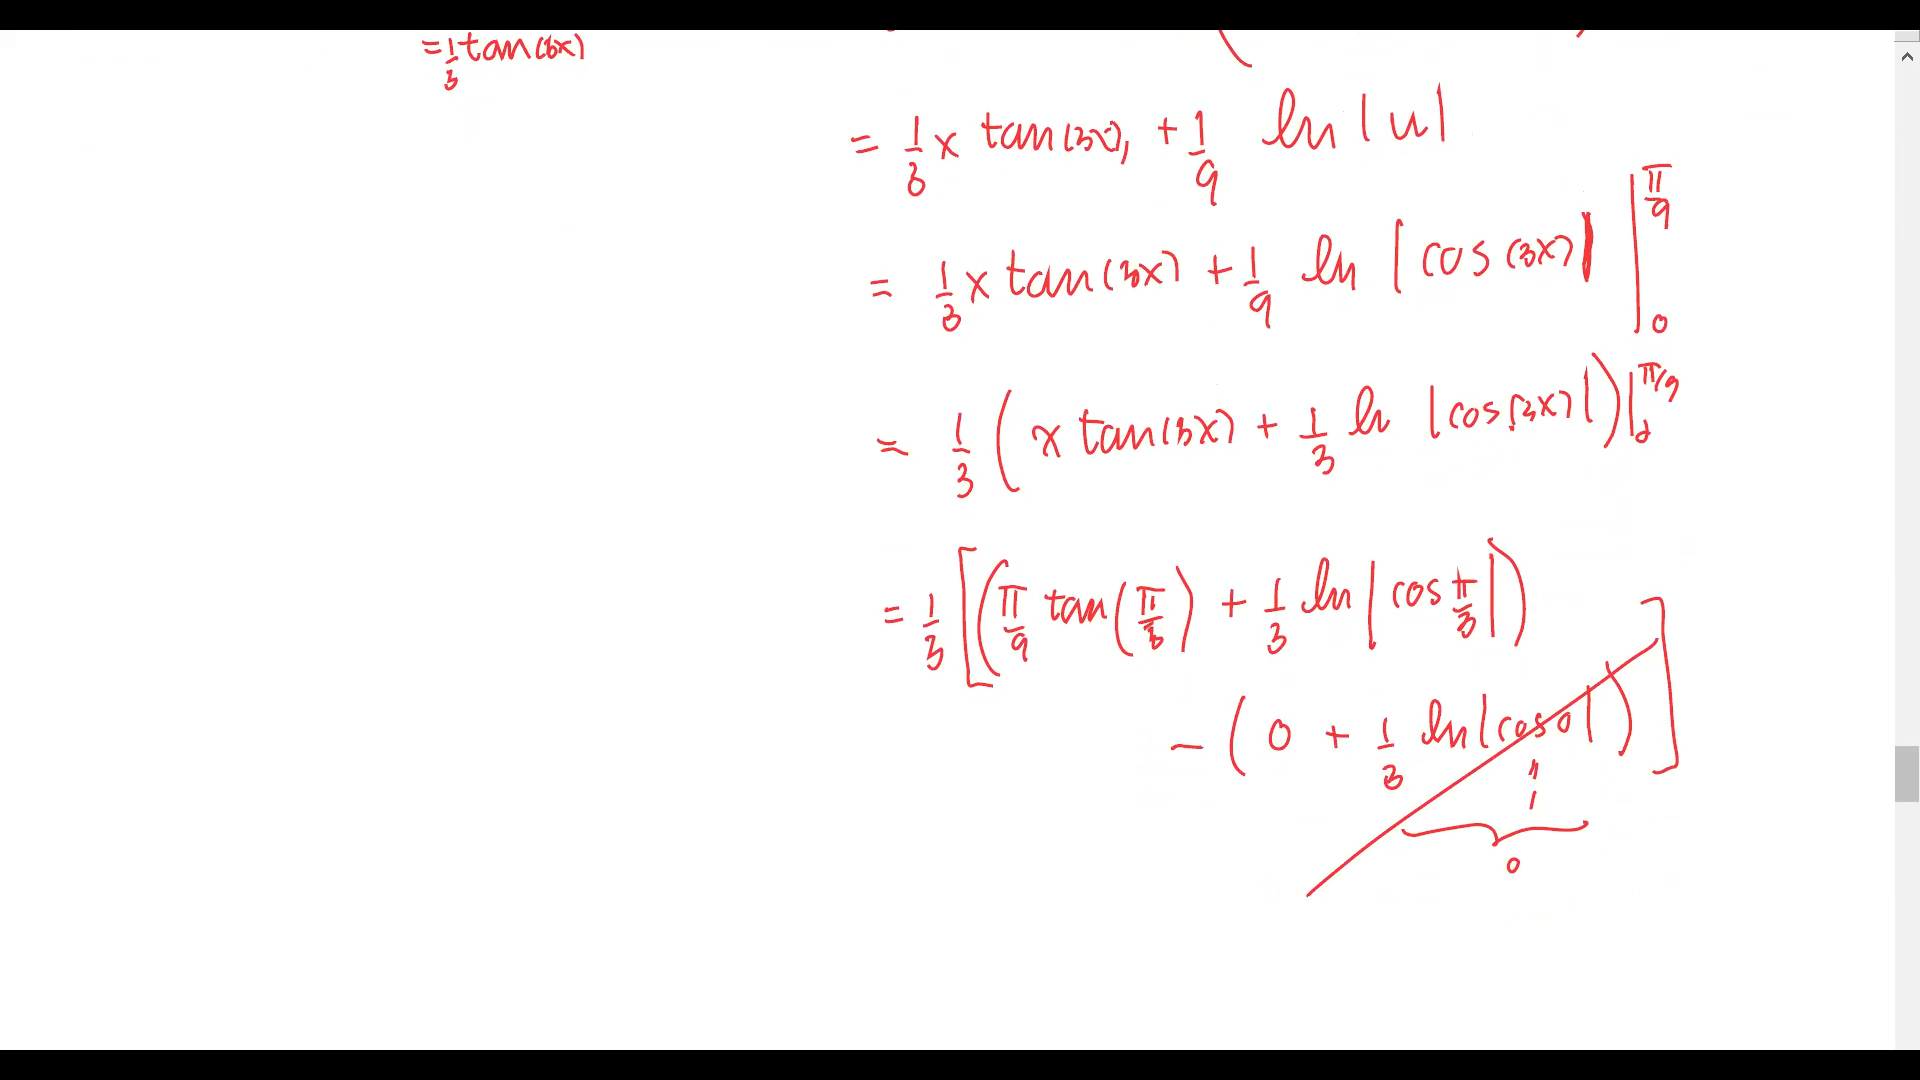 = 1/3 tan(3x)
= 1/3 x tan(3x), + 1/9 ln |u|
= 1/3 x tan(3x) + 1/9 ln |cos(3x)| |_0^{π/9}
= 1/3 ( x tan(3x) + 1/3 ln |cos(3x)| ) |_0^{π/9}
= 1/3 [ ( π/9 tan(π/3) + 1/3 ln |cos π/3| )
- ( 0 + 1/3 ln|cos 0| ) ]
1
0